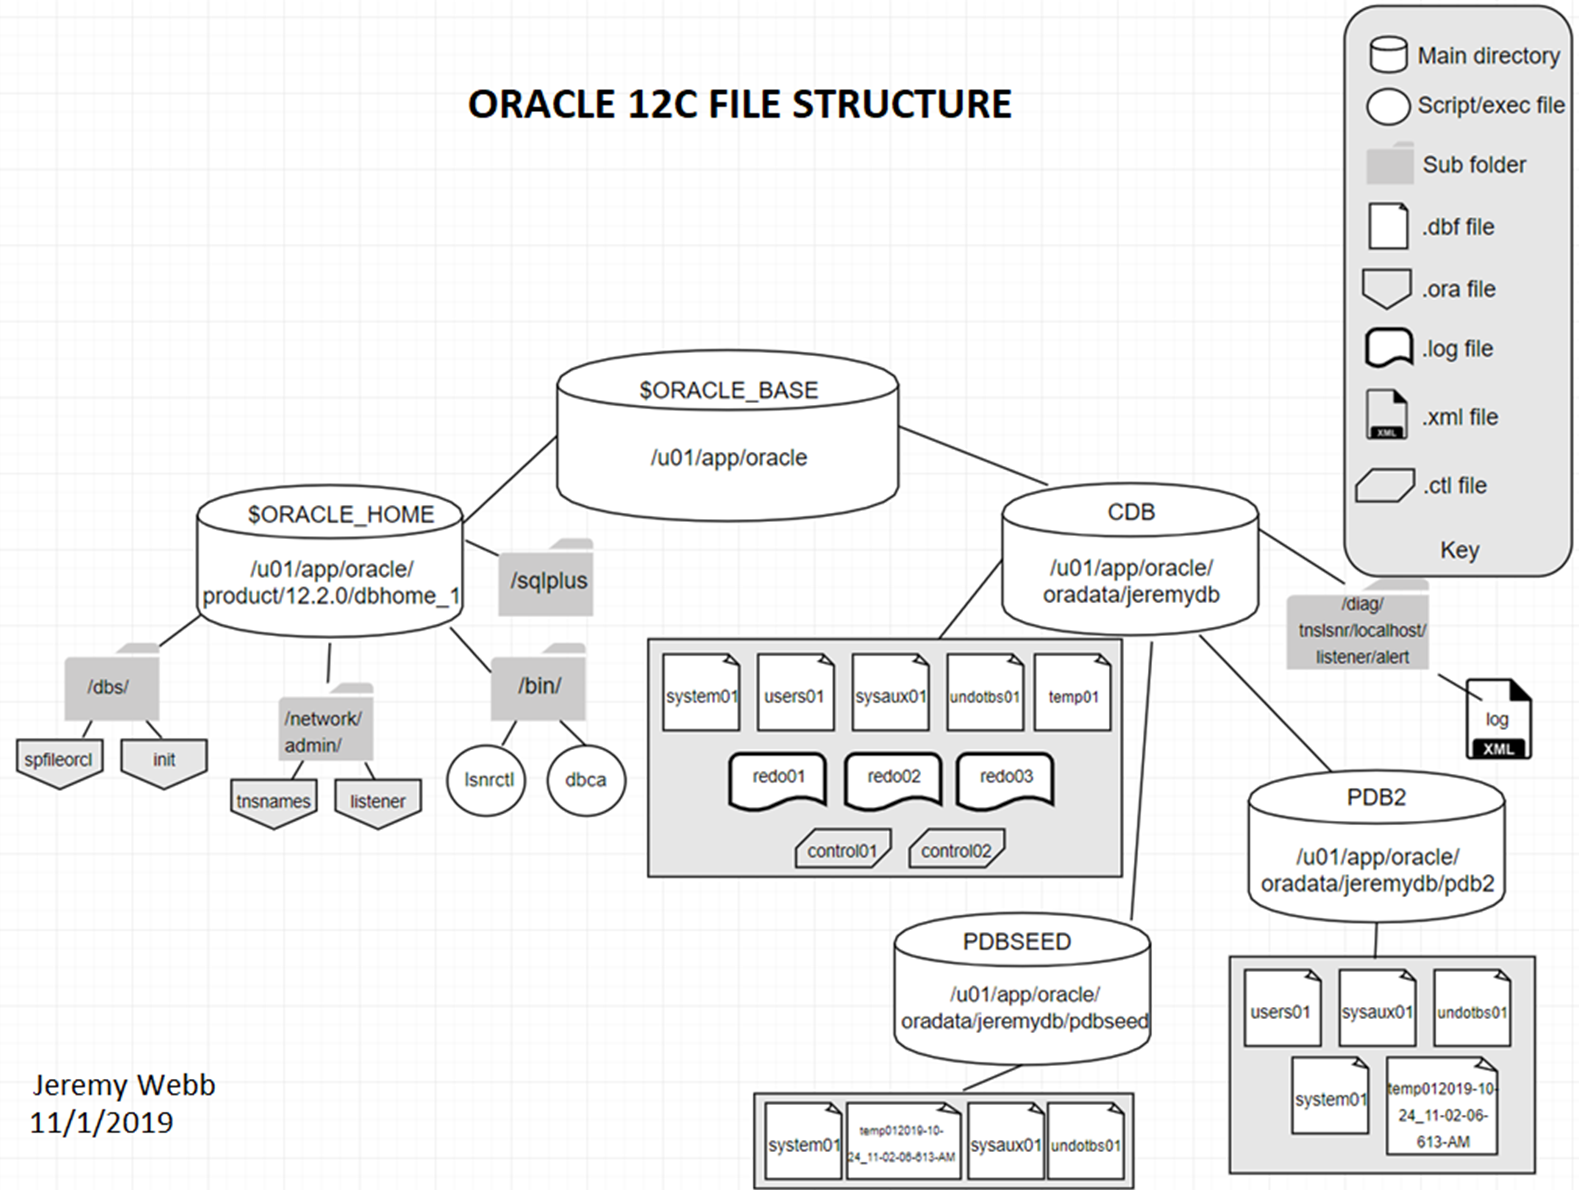 ORACLE 12C FILE STRUCTURE
Main directory
Script/exec file
Sub folder
.dbf file
.ora file
.log file
XML
.xml file
.ctl file
Key
$ORACLE_BASE
/u01/app/oracle
$ORACLE_HOME
/u01/app/oracle/
product/12.2.0/dbhome_1
/sqlplus
/dbs/
spfileorcl
init
/network/
admin/
tnsnames
listener
/bin/
lsnrctl
dbca
CDB
/u01/app/oracle/
oradata/jeremydb
/diag/
tnslsnr/localhost/
listener/alert
log
XML
system01
users01
sysaux01
undotbs01
temp01
redo01
redo02
redo03
control01
control02
PDB2
/u01/app/oracle/
oradata/jeremydb/pdb2
users01
sysaux01
undotbs01
system01
temp012019-10-
24_11-02-06-
613-AM
PDBSEED
/u01/app/oracle/
oradata/jeremydb/pdbseed
system01
temp012019-10-
24_11-02-06-613-AM
sysaux01
undotbs01
Jeremy Webb
11/1/2019